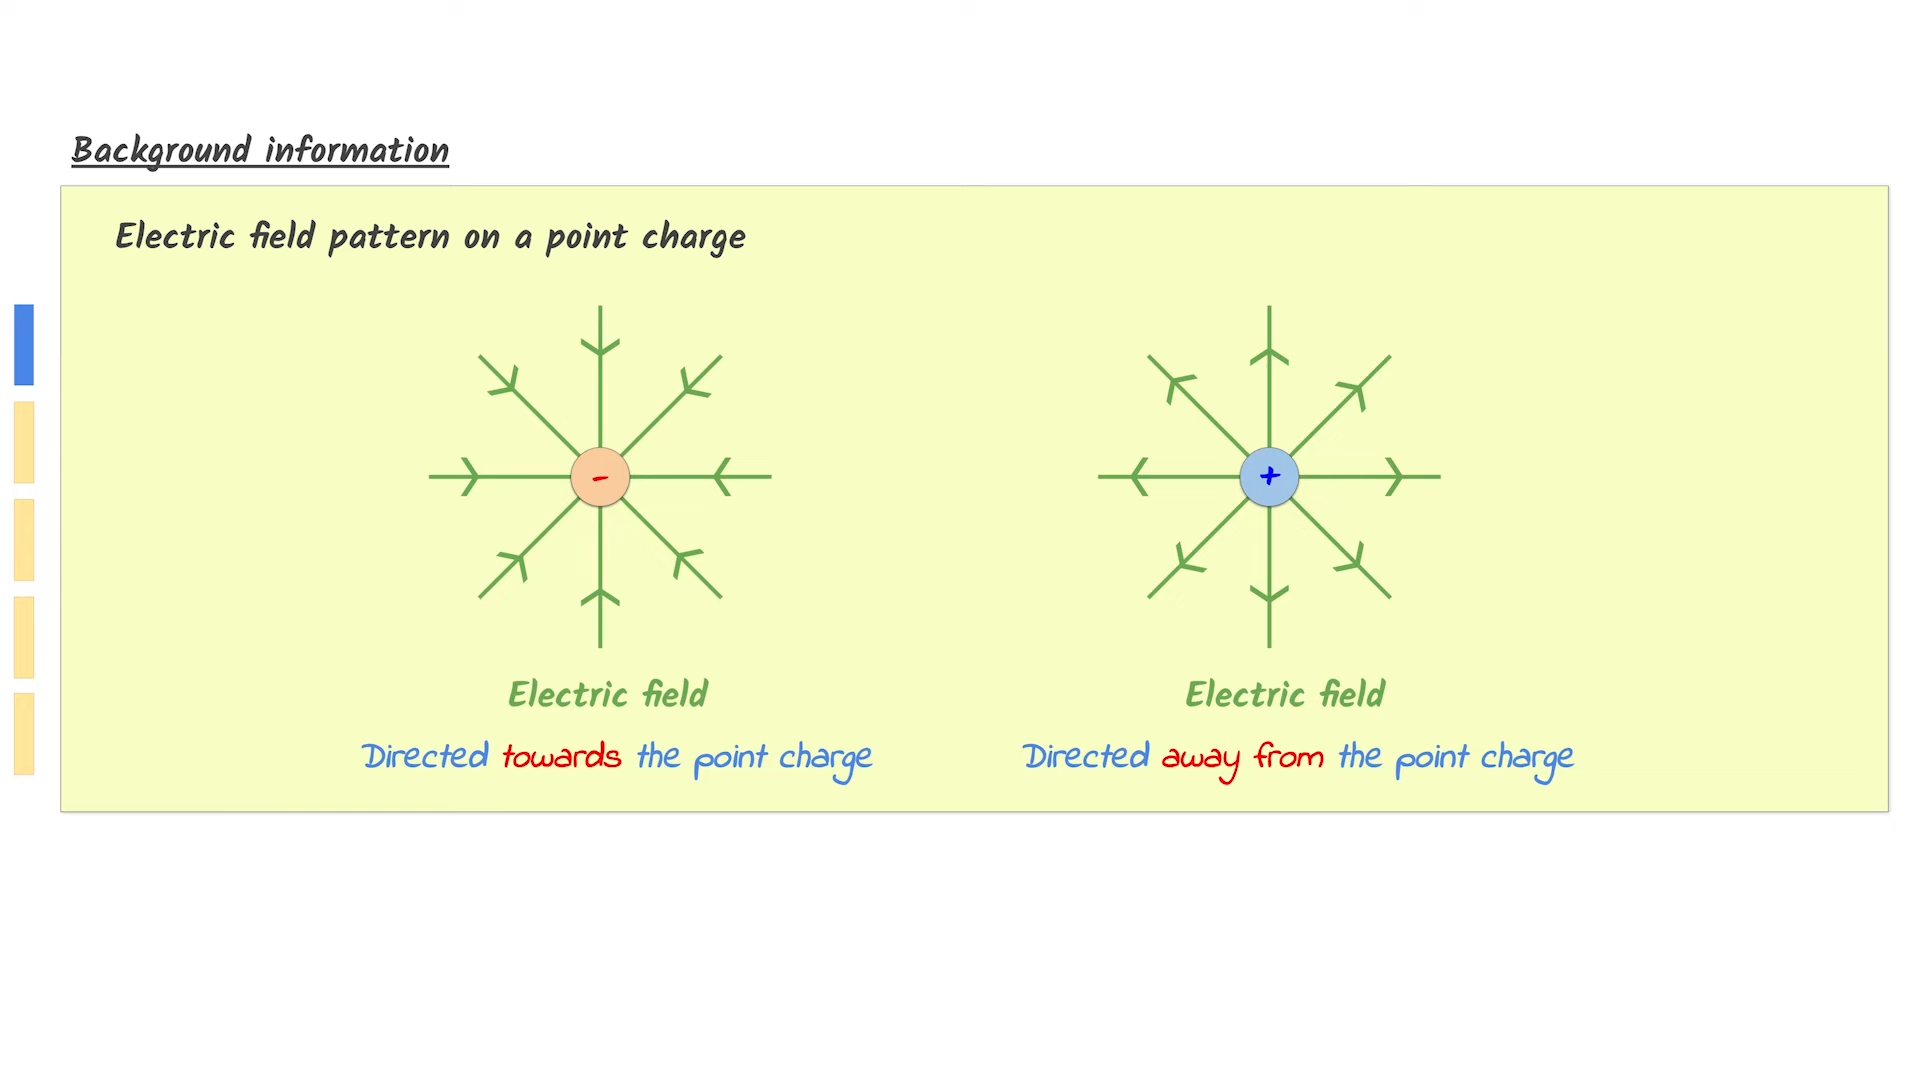 Background information
Electric field pattern on a point charge
-
+
Electric field
Electric field
Directed towards the point charge
Directed away from the point charge